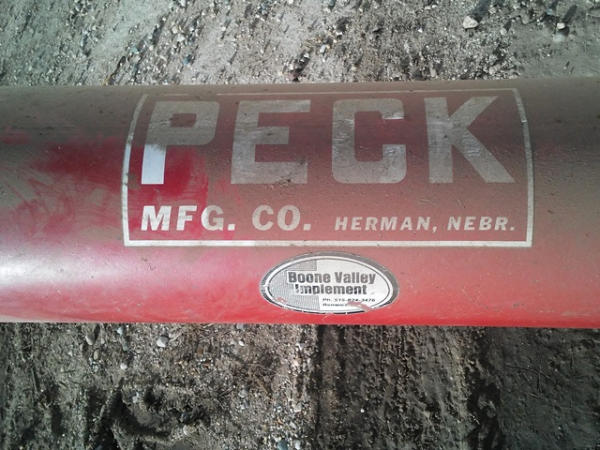 PECK
MFG. CO. HERMAN, NEBR.
Boone Valley
Implement